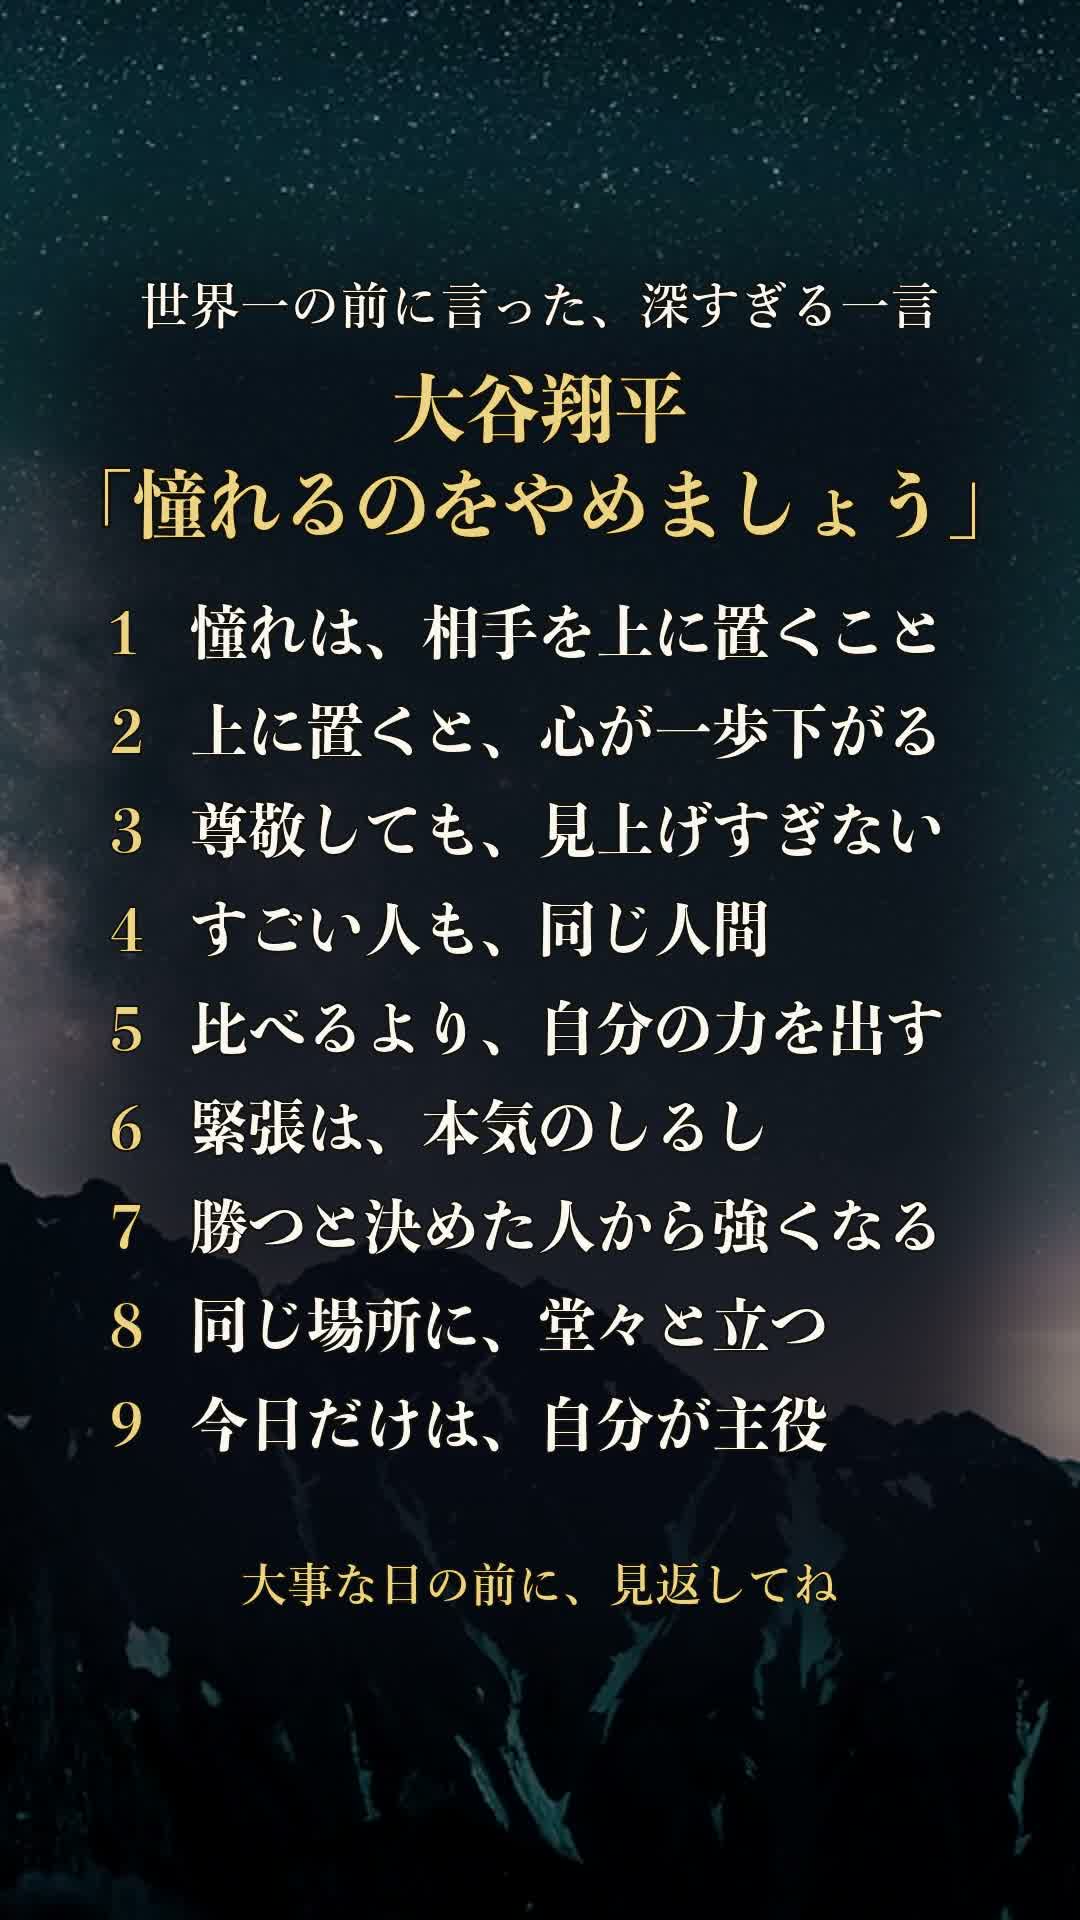 世界一の前に言った、深すぎる一言
大谷翔平
「憧れるのをやめましょう」
1 憧れは、相手を上に置くこと
2 上に置くと、心が一歩下がる
3 尊敬しても、見上げすぎない
4 すごい人も、同じ人間
5 比べるより、自分の力を出す
6 緊張は、本気のしるし
7 勝つと決めた人から強くなる
8 同じ場所に、堂々と立つ
9 今日だけは、自分が主役
大事な日の前に、見返してね